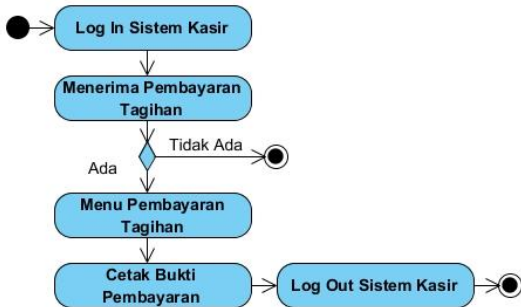 Log In Sistem Kasir
Menerima Pembayaran
Tagihan
Tidak Ada
Ada
Menu Pembayaran
Tagihan
Cetak Bukti
Pembayaran
Log Out Sistem Kasir